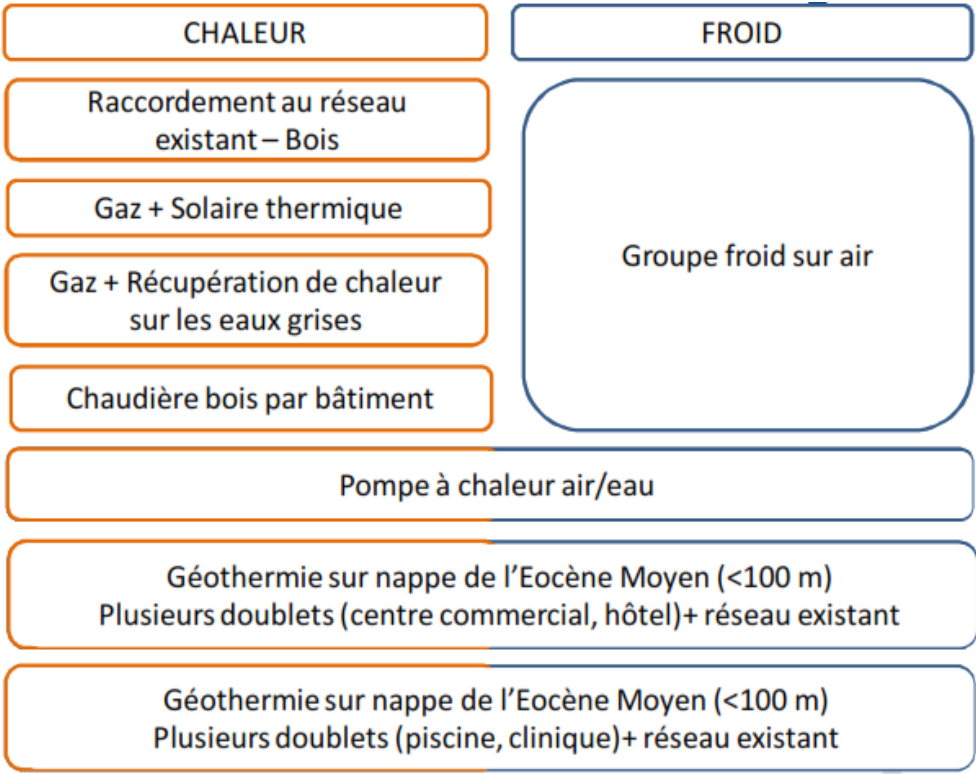 CHALEUR
FROID
Raccordement au réseau
existant – Bois
Gaz + Solaire thermique
Gaz + Récupération de chaleur
sur les eaux grises
Chaudière bois par bâtiment
Groupe froid sur air
Pompe à chaleur air/eau
Géothermie sur nappe de l'Eocène Moyen (<100 m)
Plusieurs doublets (centre commercial, hôtel)+ réseau existant
Géothermie sur nappe de l'Eocène Moyen (<100 m)
Plusieurs doublets (piscine, clinique)+ réseau existant